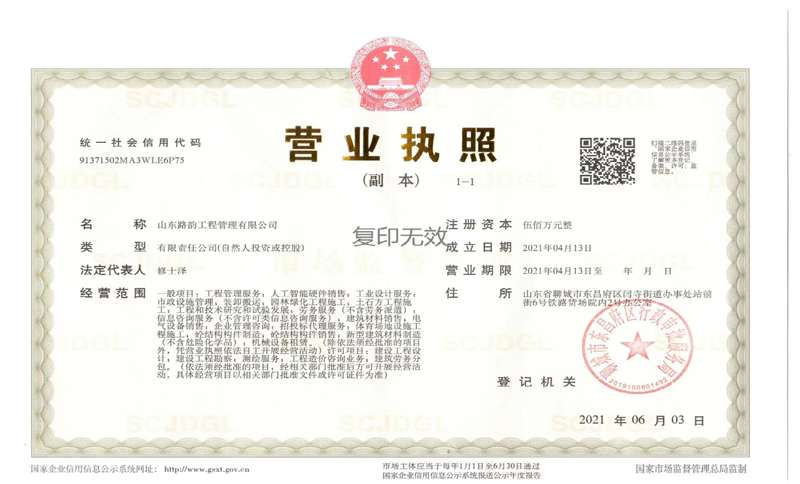 统一社会信用代码
91371502MA3WLE6P75
营业执照
(副 本) 1-1
扫描二维码登录
"国家企业信用
信息公示系统"
了解更多登记、
备案、许可、监
管信息。
名 称 山东路韵工程管理有限公司
类 型 有限责任公司(自然人投资或控股)
法定代表人 修士泽
经营范围 一般项目:工程管理服务;人工智能硬件销售;工业设计服务;
市政设施管理;装卸搬运;园林绿化工程施工;土石方工程施
工;工程和技术研究和试验发展;劳务服务(不含劳务派遣);
信息咨询服务(不含许可类信息咨询服务);建筑材料销售;电
气设备销售;企业管理咨询;招投标代理服务;体育场地设施工
程施工;砼结构构件制造;砼结构构件销售;新型建筑材料制造
(不含危险化学品);机械设备租赁。(除依法须经批准的项目
外,凭营业执照依法自主开展经营活动)许可项目:建设工程设
计;建设工程勘察;测绘服务;工程造价咨询业务;建筑劳务分
包。(依法须经批准的项目,经相关部门批准后方可开展经营活
动,具体经营项目以相关部门批准文件或许可证件为准)
复印无效
注册资本 伍佰万元整
成立日期 2021年04月13日
营业期限 2021年04月13日至 年 月 日
住 所 山东省聊城市东昌府区闫寺街道办事处站前
街6号铁路货场院内2号办公室
登记机关
聊城市东昌府区行政审批服务局
2021 年 06 月 03 日
国家企业信用信息公示系统网址: http://www.gsxt.gov.cn
市场主体应当于每年1月1日至6月30日通过
国家企业信用信息公示系统报送公示年度报告
国家市场监督管理总局监制
SCJDGL